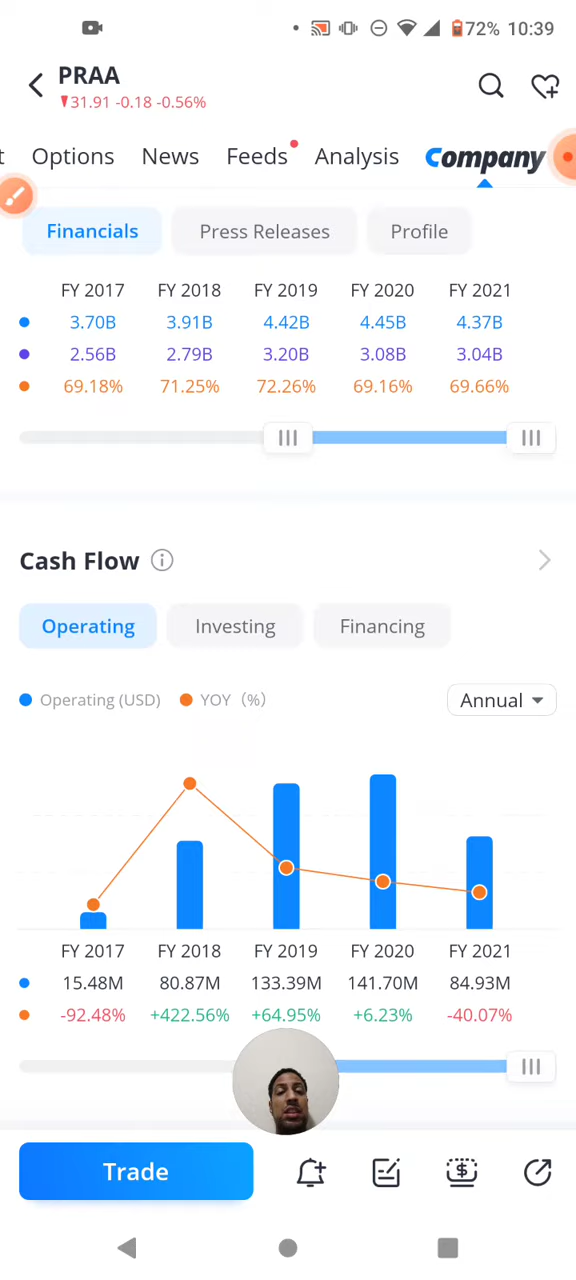 72% 10:39
PRAA
31.91 -0.18 -0.56%
t Options News Feeds Analysis Company
Financials Press Releases Profile
FY 2017 FY 2018 FY 2019 FY 2020 FY 2021
3.70B 3.91B 4.42B 4.45B 4.37B
2.56B 2.79B 3.20B 3.08B 3.04B
69.18% 71.25% 72.26% 69.16% 69.66%
Cash Flow
Operating Investing Financing
Operating (USD) YOY (%) Annual
FY 2017 FY 2018 FY 2019 FY 2020 FY 2021
15.48M 80.87M 133.39M 141.70M 84.93M
-92.48% +422.56% +64.95% +6.23% -40.07%
Trade